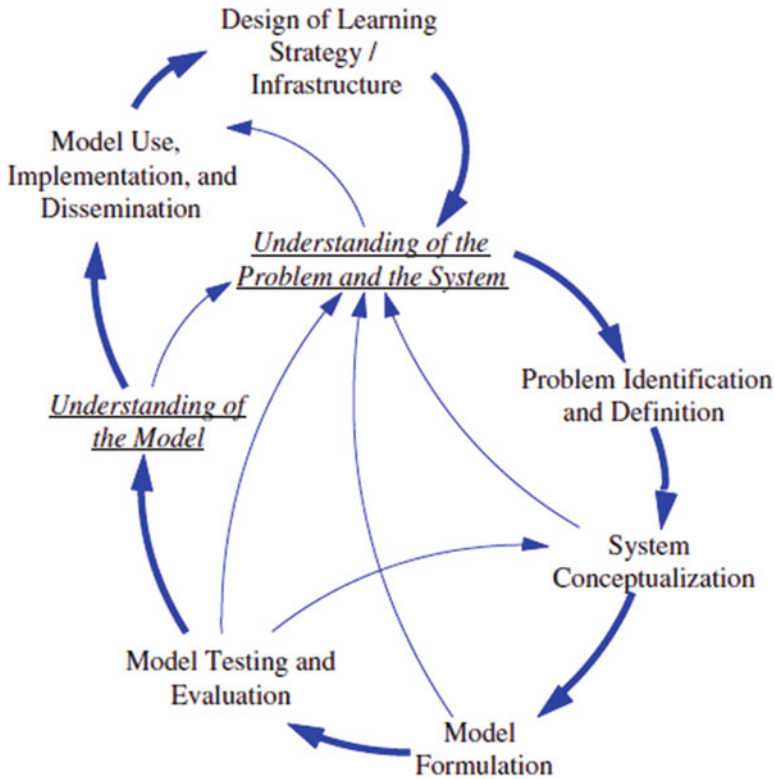 Design of Learning
Strategy /
Infrastructure
Model Use,
Implementation, and
Dissemination
Understanding of the
Problem and the System
Problem Identification
and Definition
Understanding of
the Model
System
Conceptualization
Model Testing and
Evaluation
Model
Formulation